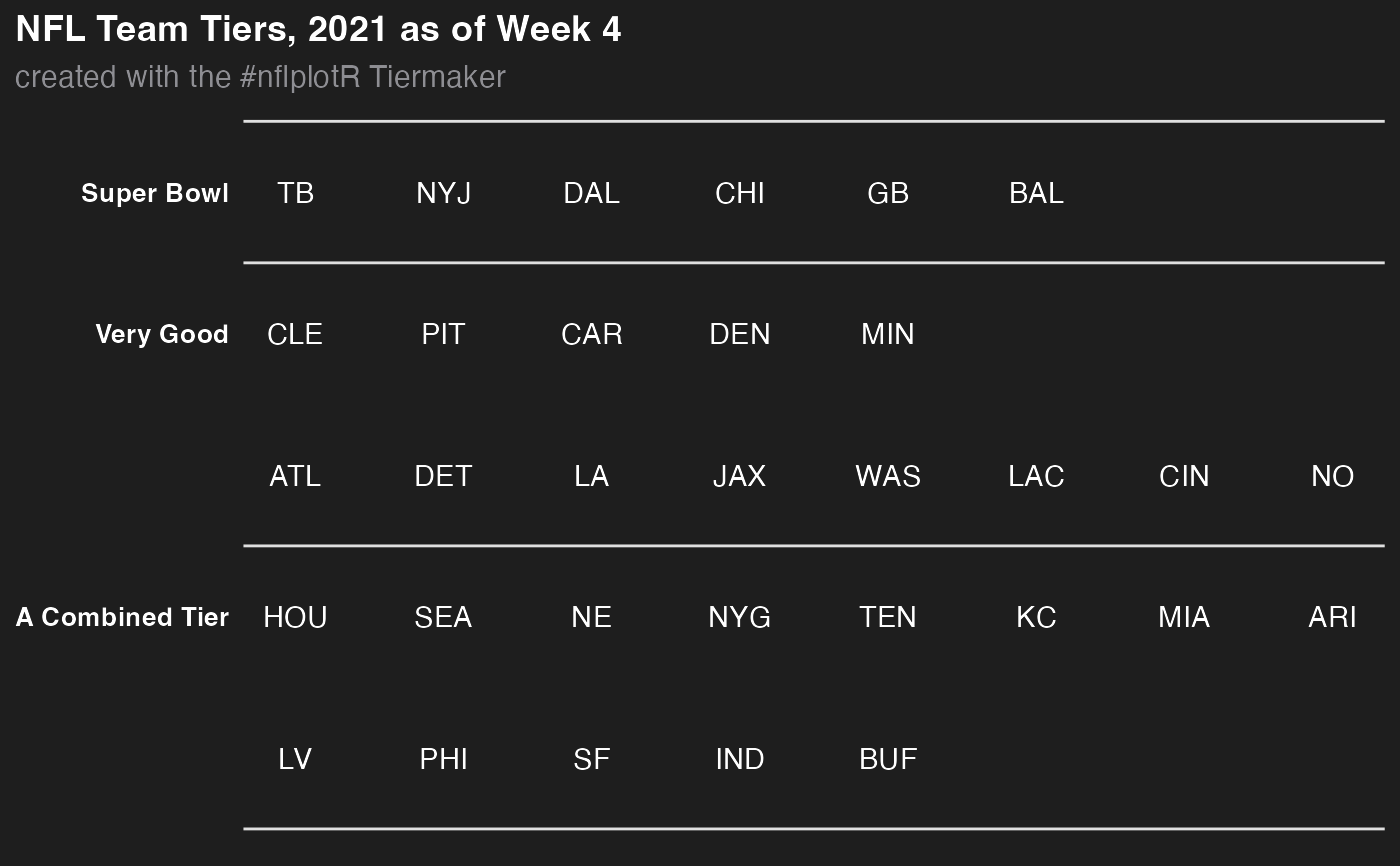 NFL Team Tiers, 2021 as of Week 4
created with the #nflplotR Tiermaker
Super Bowl TB NYJ DAL CHI GB BAL
Very Good CLE PIT CAR DEN MIN
ATL DET LA JAX WAS LAC CIN NO
A Combined Tier HOU SEA NE NYG TEN KC MIA ARI
LV PHI SF IND BUF